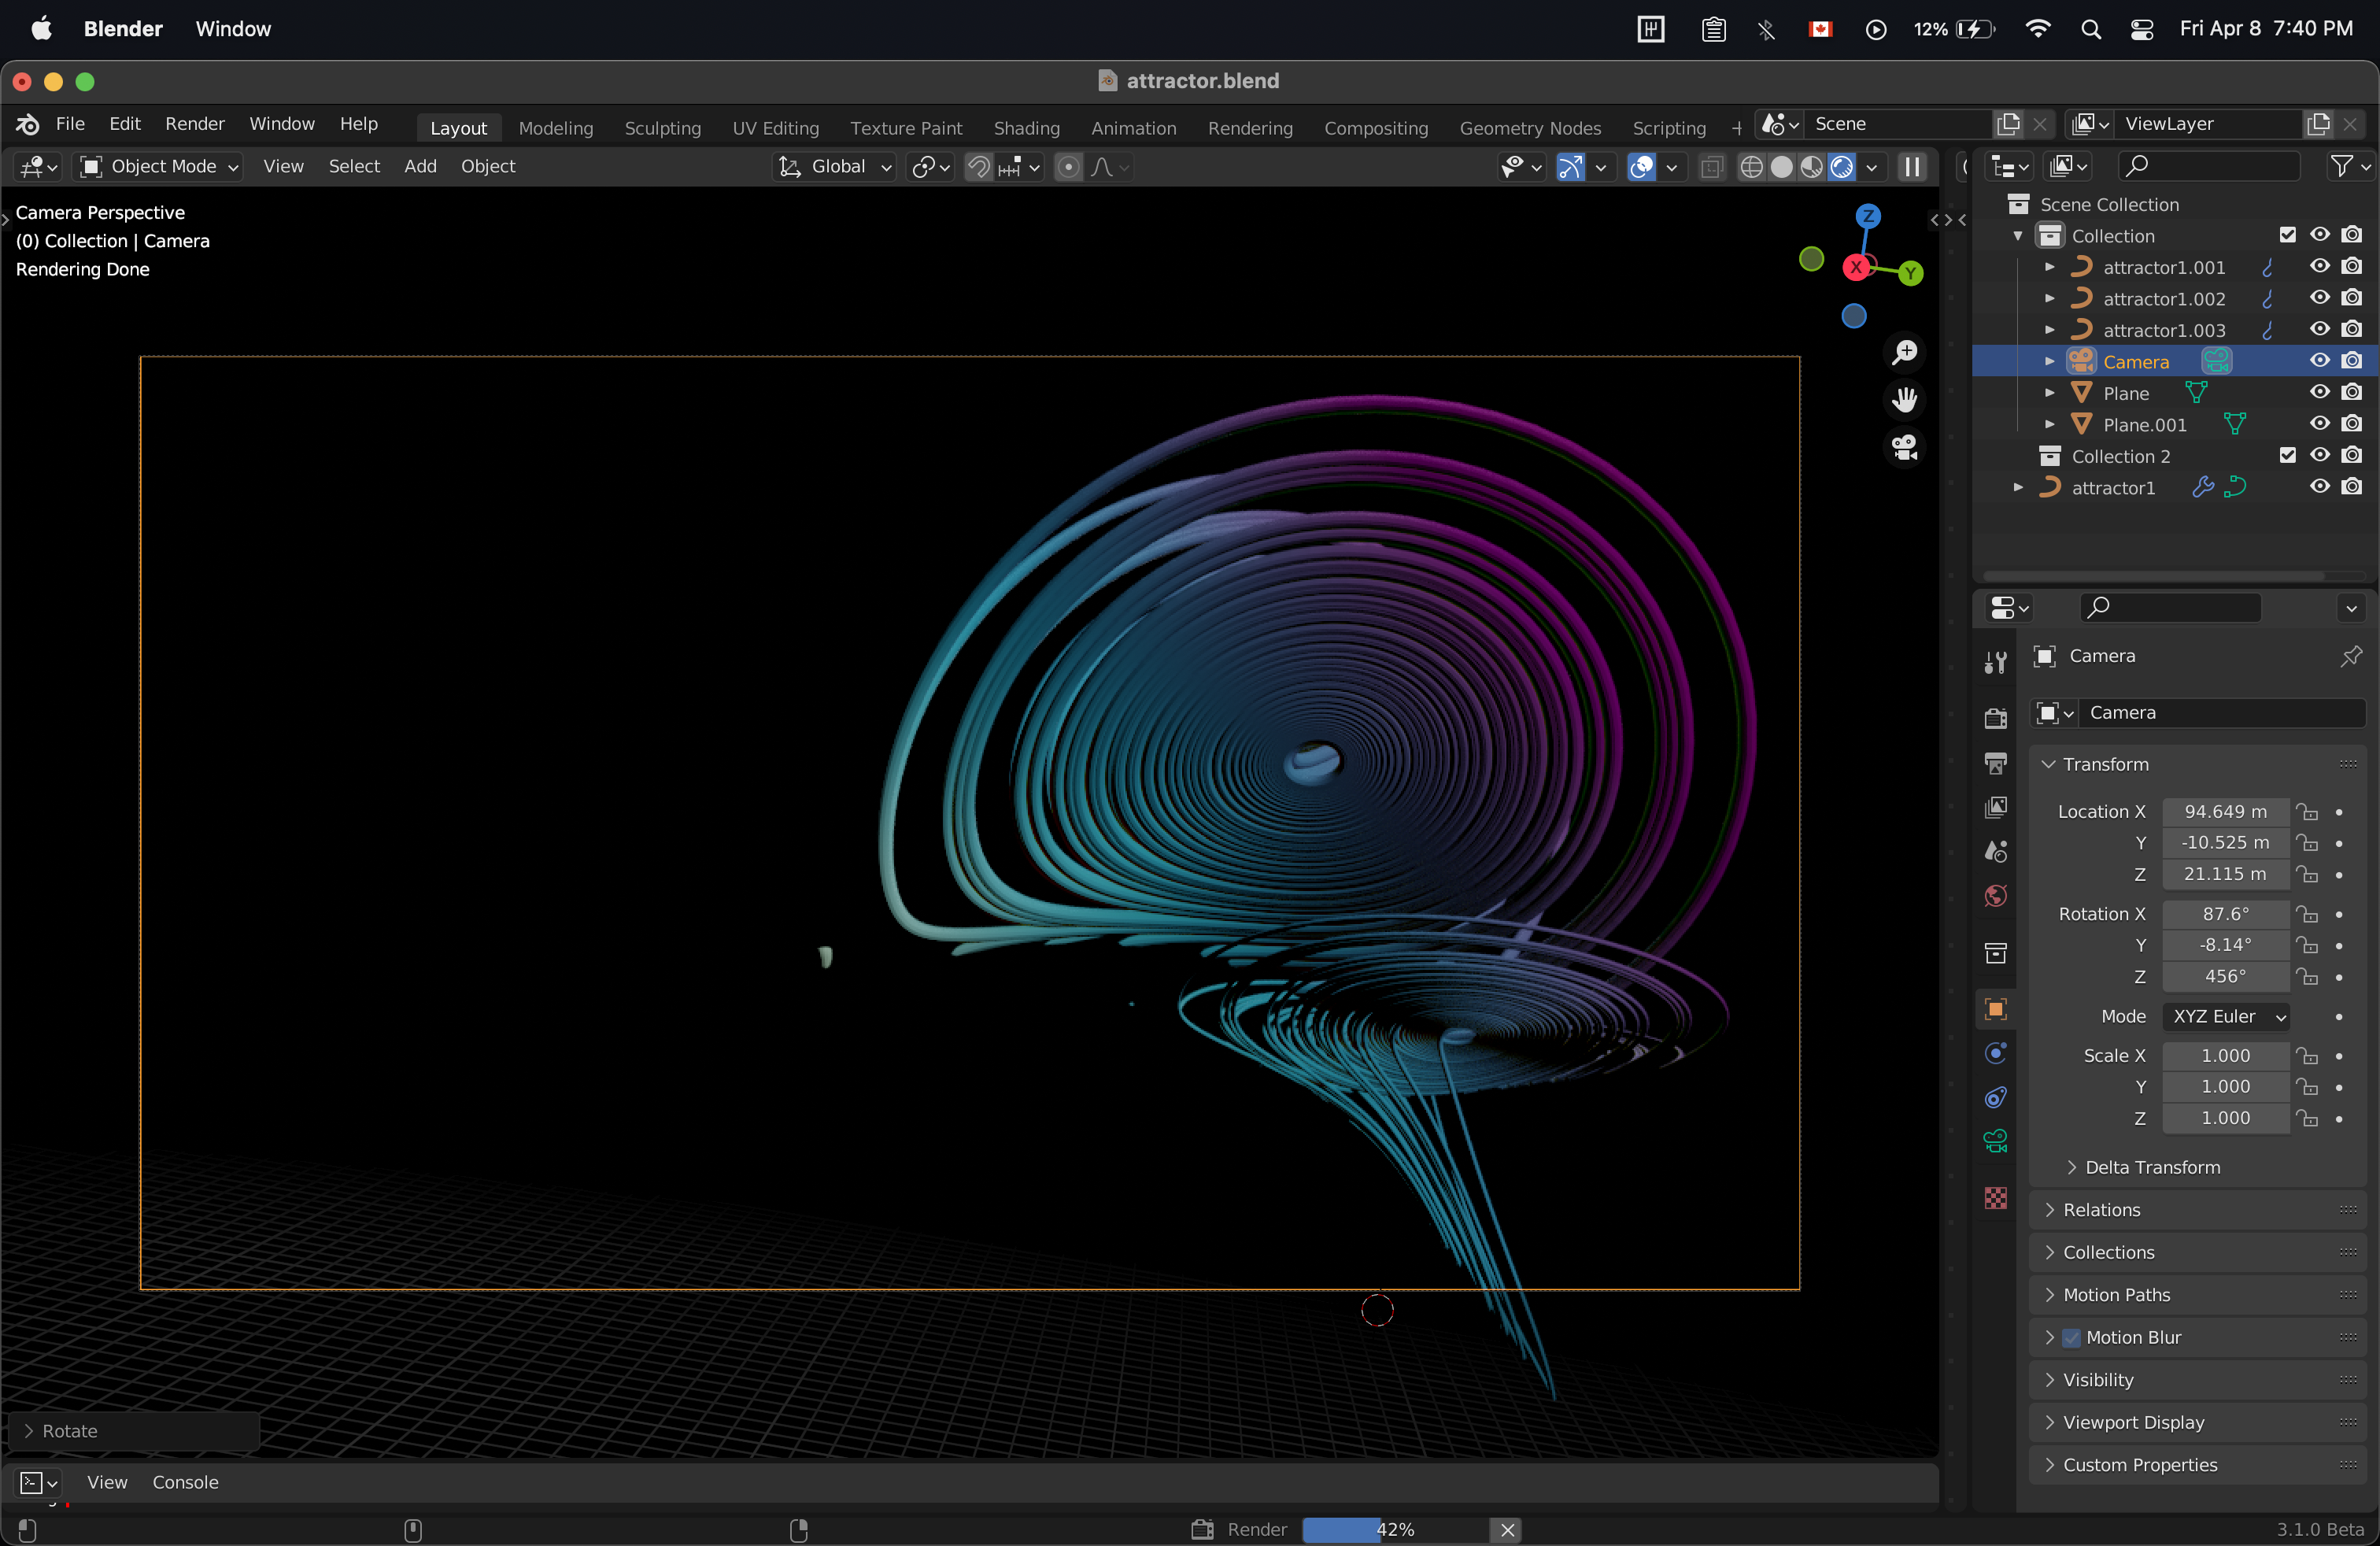 Blender Window 12% Fri Apr 8 7:40 PM
attractor.blend
File Edit Render Window Help Layout Modeling Sculpting UV Editing Texture Paint Shading Animation Rendering Compositing Geometry Nodes Scripting + Scene ViewLayer
Object Mode View Select Add Object Global
Camera Perspective
(0) Collection | Camera
Rendering Done
Z
X
Y
Scene Collection
Collection
attractor1.001
attractor1.002
attractor1.003
Camera
Plane
Plane.001
Collection 2
attractor1
Camera
Camera
Transform
Location X 94.649 m
Y -10.525 m
Z 21.115 m
Rotation X 87.6°
Y -8.14°
Z 456°
Mode XYZ Euler
Scale X 1.000
Y 1.000
Z 1.000
Delta Transform
Relations
Collections
Motion Paths
Motion Blur
Visibility
Viewport Display
Custom Properties
Rotate
View Console
Render 42% 3.1.0 Beta